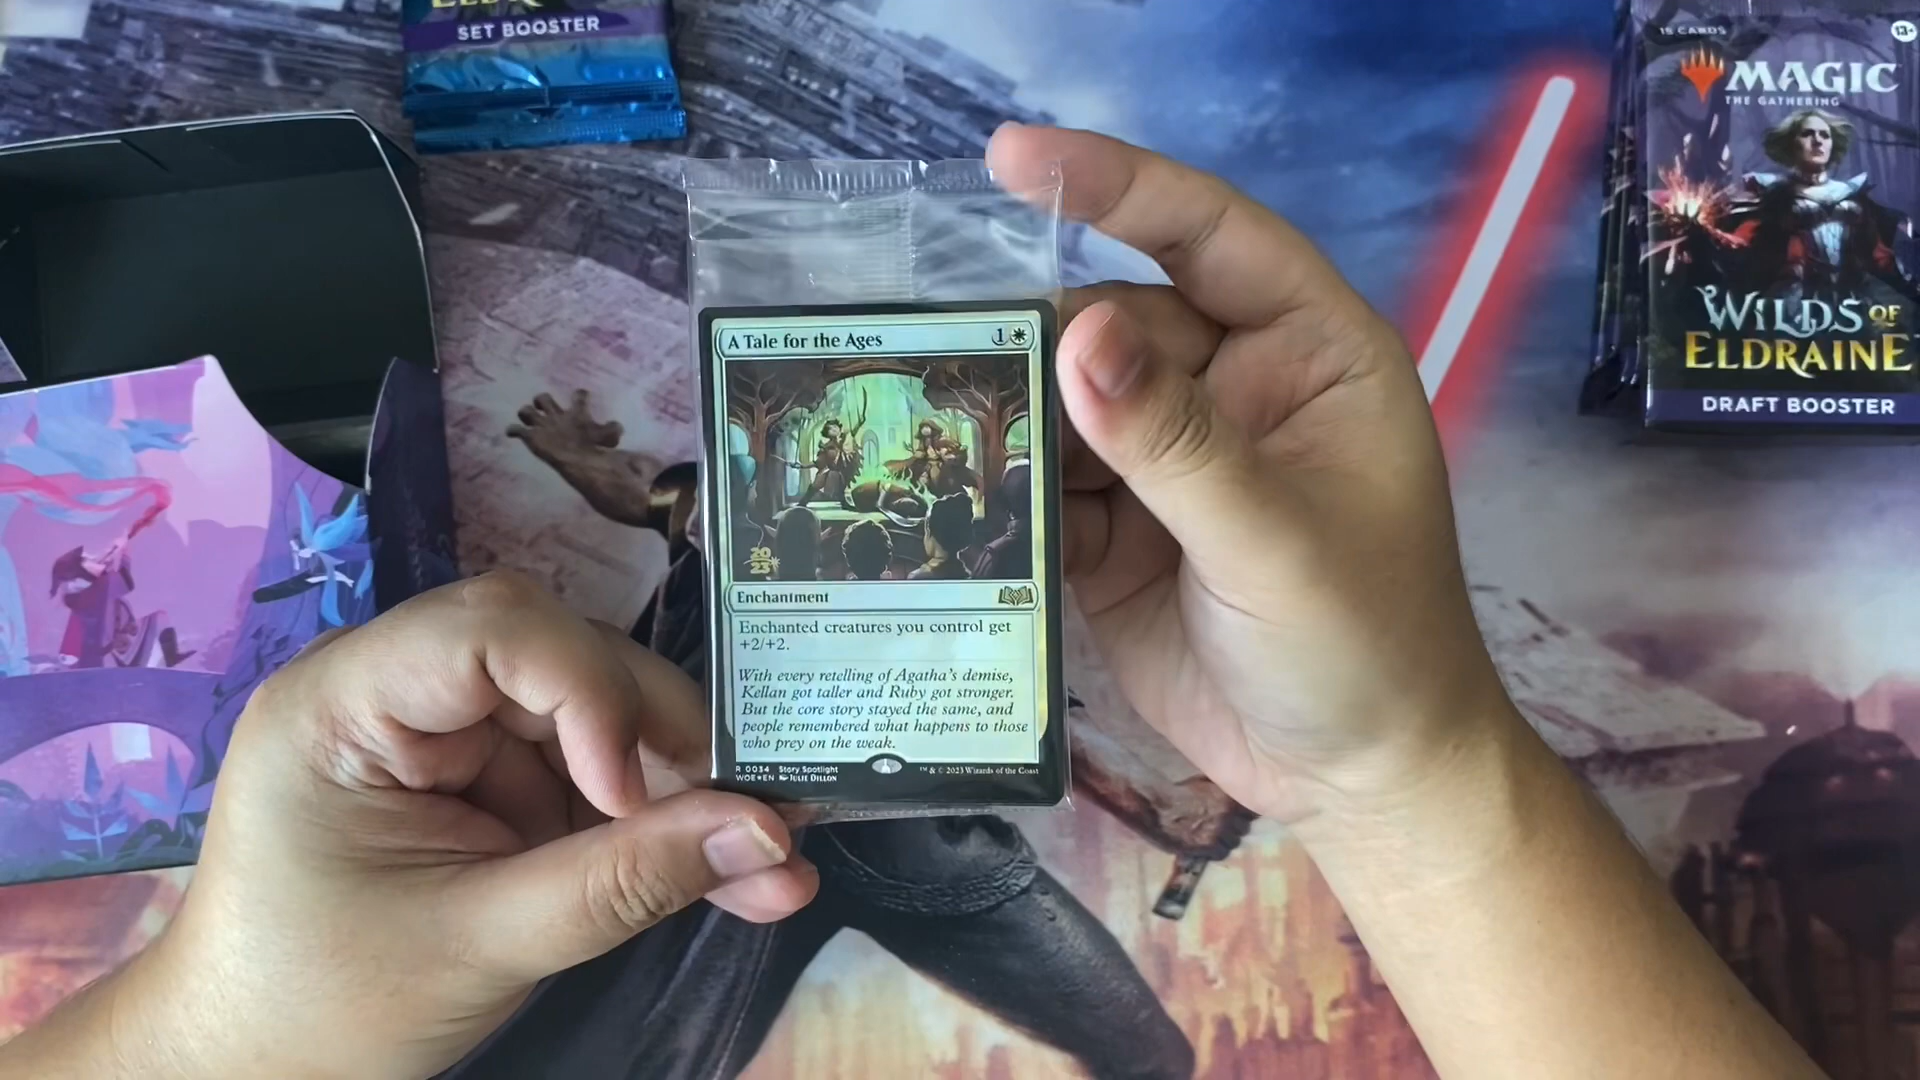 SET BOOSTER
15 CARDS
13+
MAGIC
THE GATHERING
WILDS OF
ELDRAINE
DRAFT BOOSTER
A Tale for the Ages 1
20
23
Enchantment
Enchanted creatures you control get
+2/+2.
With every retelling of Agatha's demise,
Kellan got taller and Ruby got stronger.
But the core story stayed the same, and
people remembered what happens to those
who prey on the weak.
R 0034 Story Spotlight
WOE★EN Julie Dillon
™ & © 2023 Wizards of the Coast